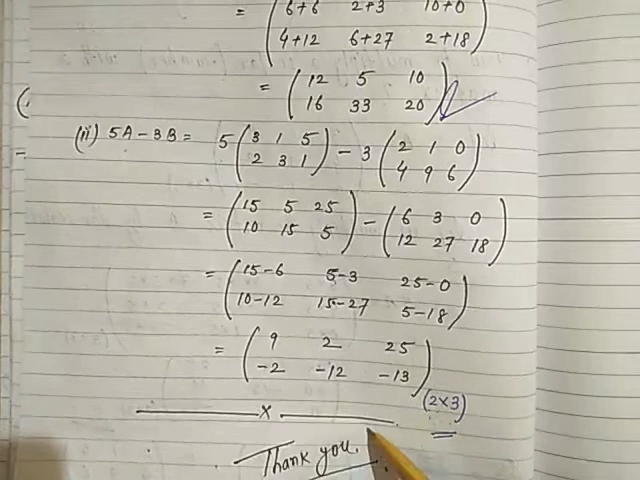 = (6+6 2+3 10+0
4+12 6+27 2+18)
= (12 5 10
16 33 20)
(ii) 5A - 3B = 5(3 1 5
2 3 1) - 3(2 1 0
4 9 6)
= (15 5 25
10 15 5) - (6 3 0
12 27 18)
= (15-6 5-3 25-0
10-12 15-27 5-18)
= (9 2 25
-2 -12 -13)
(2×3)
x
Thank you.